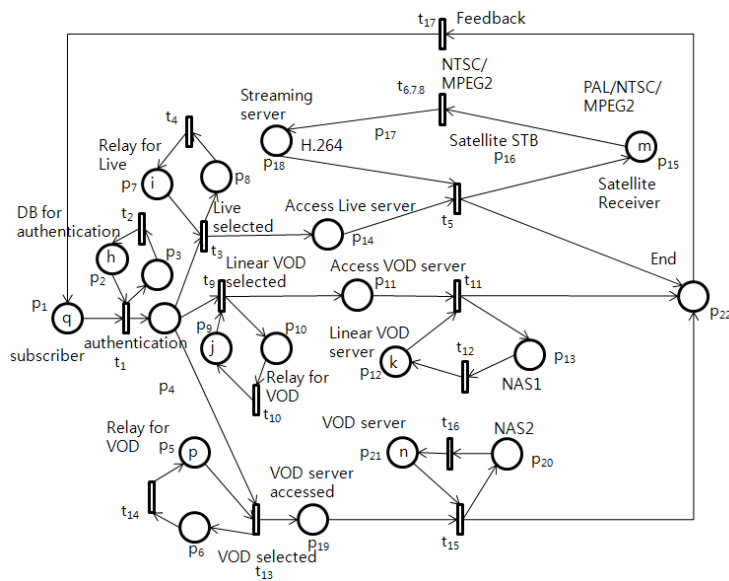 t17
Feedback
NTSC/
MPEG2
t6.7.8
PAL/NTSC/
MPEG2
Streaming
server
t4
p17
Satellite STB
p16
m
p15
H.264
p18
Relay for
Live
i
p7
p8
Satellite
Receiver
DB for
authentication
t2
Live
selected
t3
Access Live server
p14
t5
h
p3
p2
End
Linear VOD
selected
t9
Access VOD server
p11
t11
p1
q
p22
subscriber
authentication
t1
p9
j
p10
Linear VOD
server
k
p12
t12
p13
NAS1
p4
Relay for
VOD
t10
Relay for
VOD
p5
p
VOD server
t16
NAS2
p21
n
p20
VOD server
accessed
t14
p6
VOD selected
t13
p19
t15